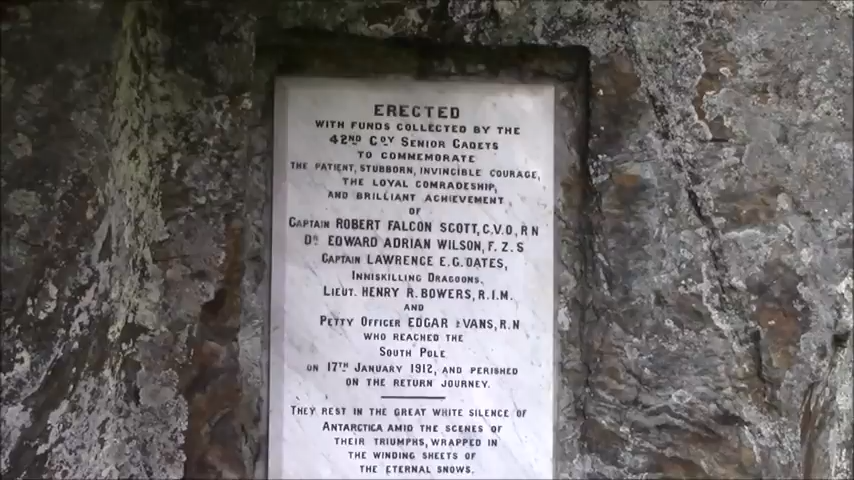 ERECTED
WITH FUNDS COLLECTED BY THE
42ND COY SENIOR CADETS
TO COMMEMORATE
THE PATIENT, STUBBORN, INVINCIBLE COURAGE,
THE LOYAL COMRADESHIP,
AND BRILLIANT ACHIEVEMENT,
OF
CAPTAIN ROBERT FALCON SCOTT, C.V.O, R N
DR EDWARD ADRIAN WILSON, F. Z. S
CAPTAIN LAWRENCE E.G. OATES,
INNISKILLING DRAGOONS.
LIEUT. HENRY R. BOWERS, R.I.M.
AND
PETTY OFFICER EDGAR EVANS, R.N
WHO REACHED THE
SOUTH POLE
ON 17TH JANUARY 1912, AND PERISHED
ON THE RETURN JOURNEY.
THEY REST IN THE GREAT WHITE SILENCE OF
ANTARCTICA AMID THE SCENES OF
THEIR TRIUMPHS, WRAPPED IN
THE WINDING SHEETS OF
THE ETERNAL SNOWS.